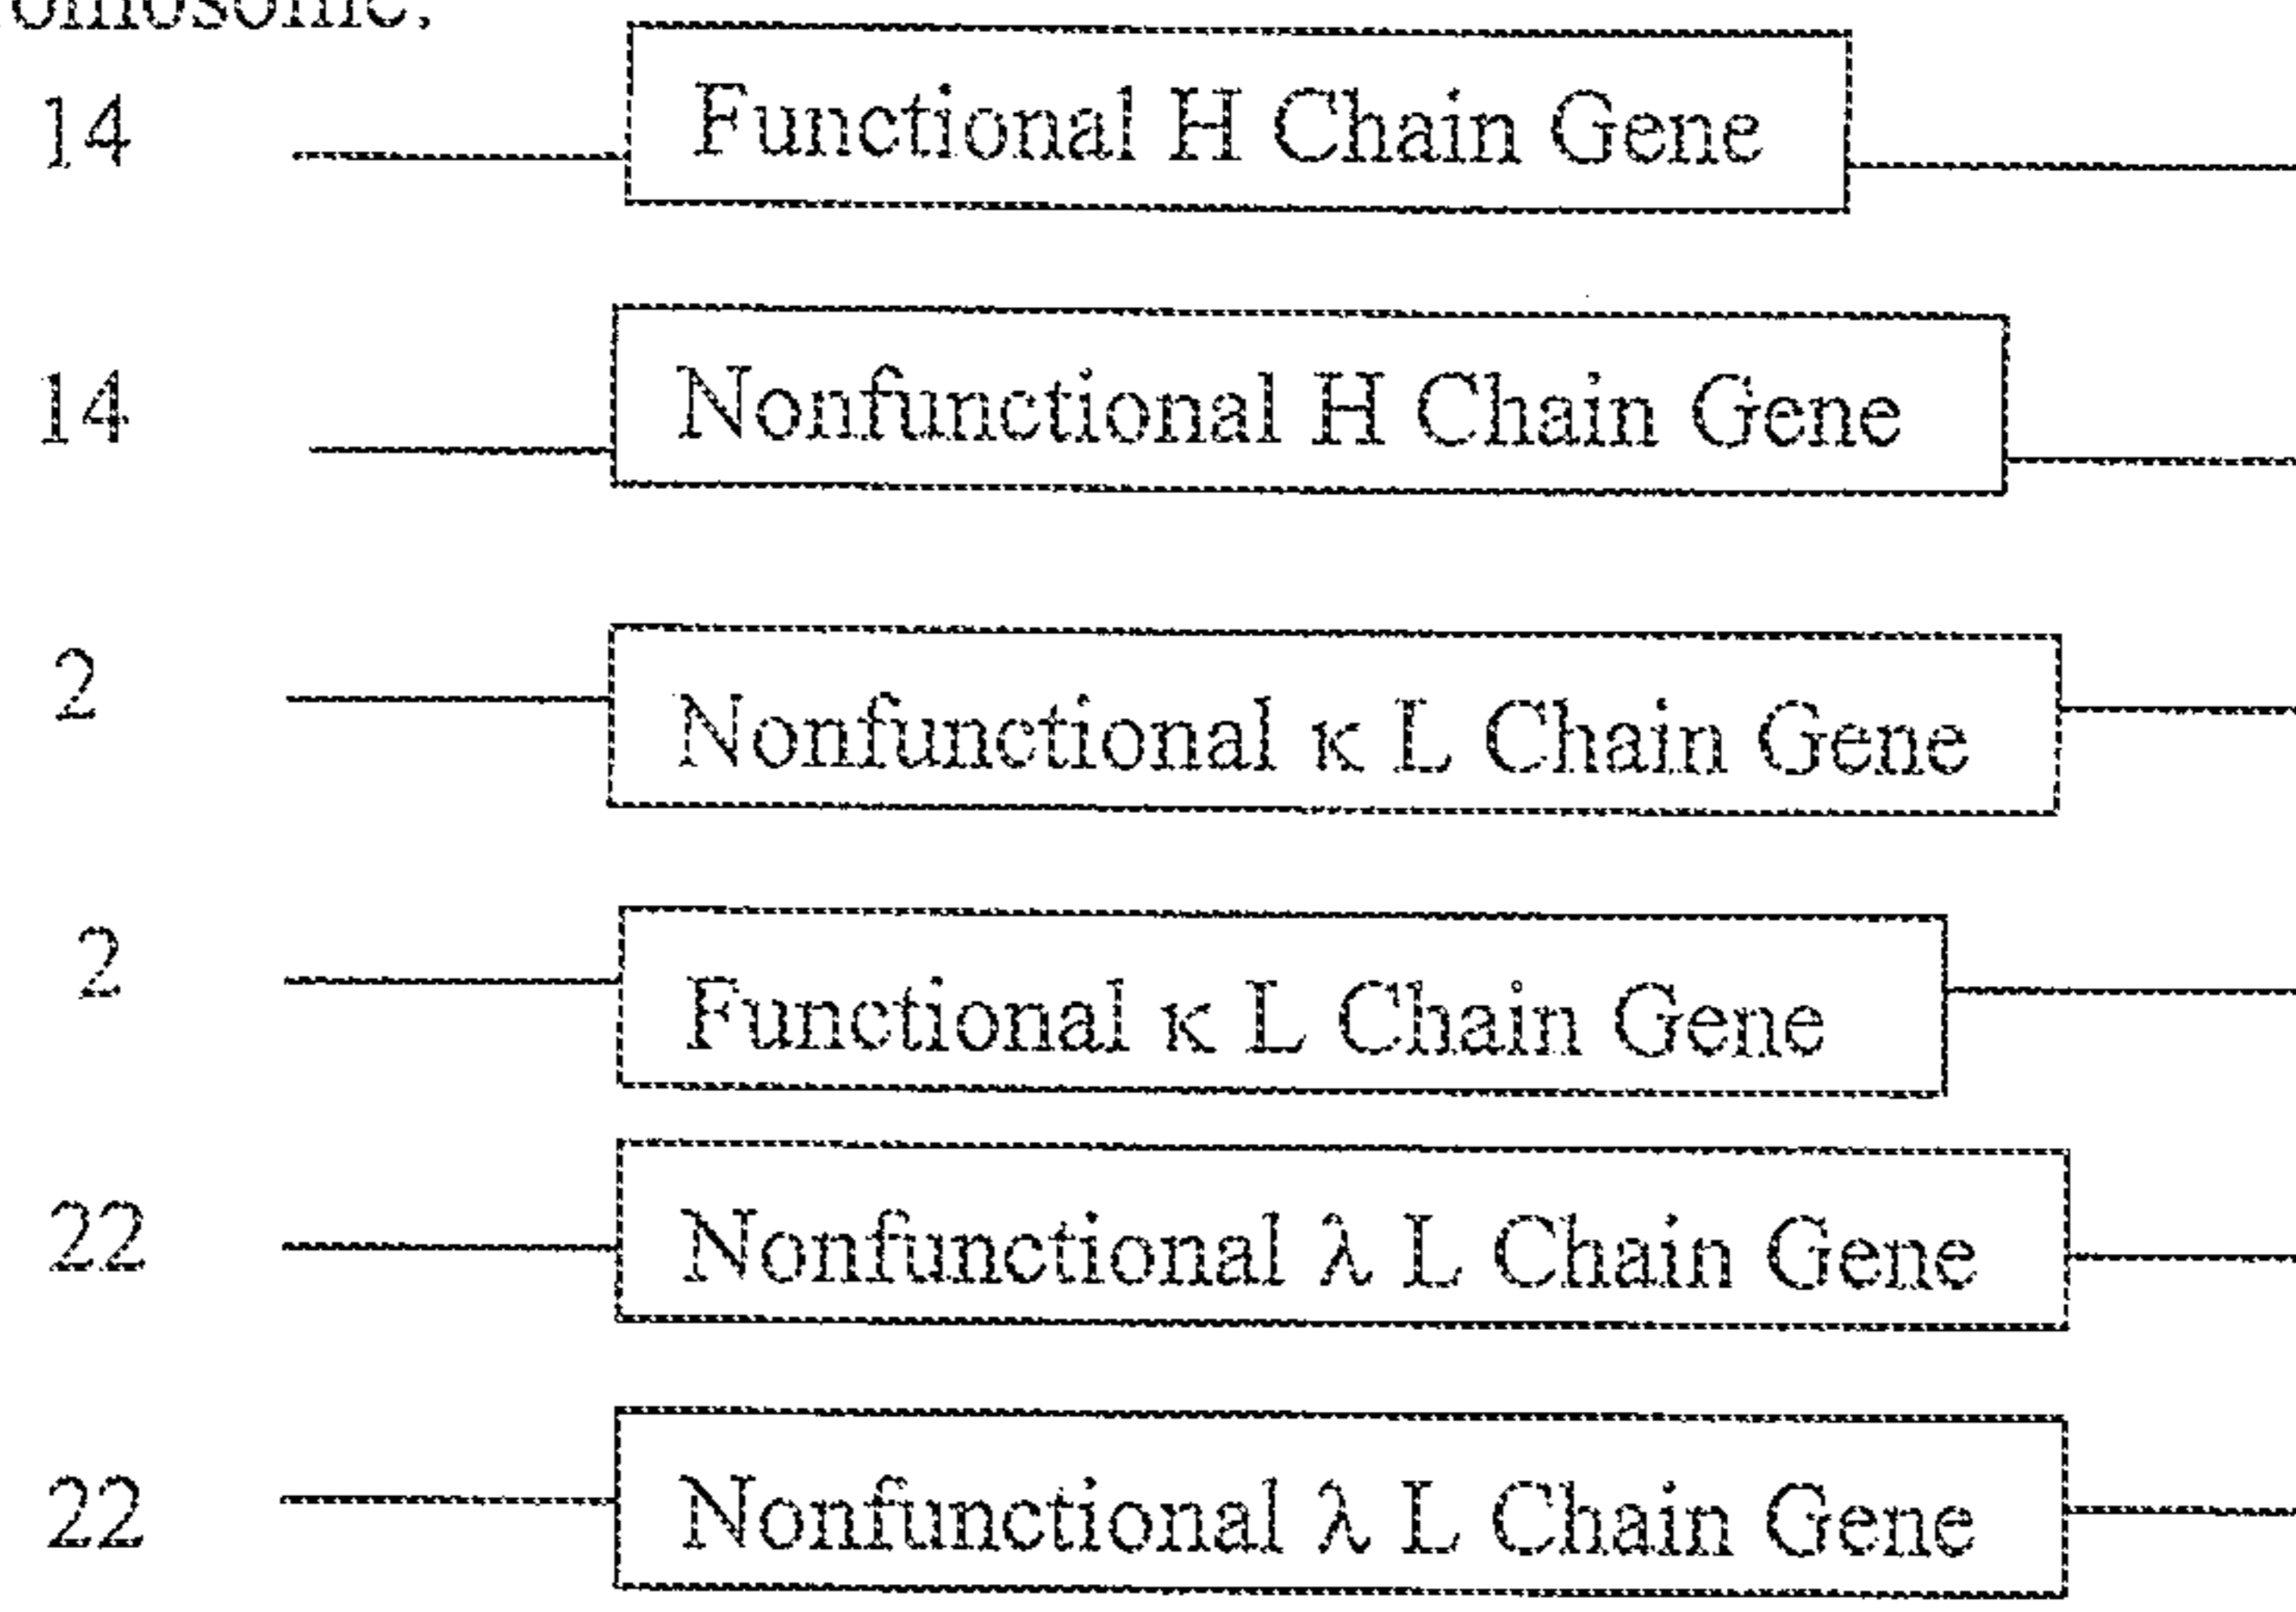 14 Functional H Chain Gene
14 Nonfunctional H Chain Gene
2 Nonfunctional κ L Chain Gene
2 Functional κ L Chain Gene
22 Nonfunctional λ L Chain Gene
22 Nonfunctional λ L Chain Gene